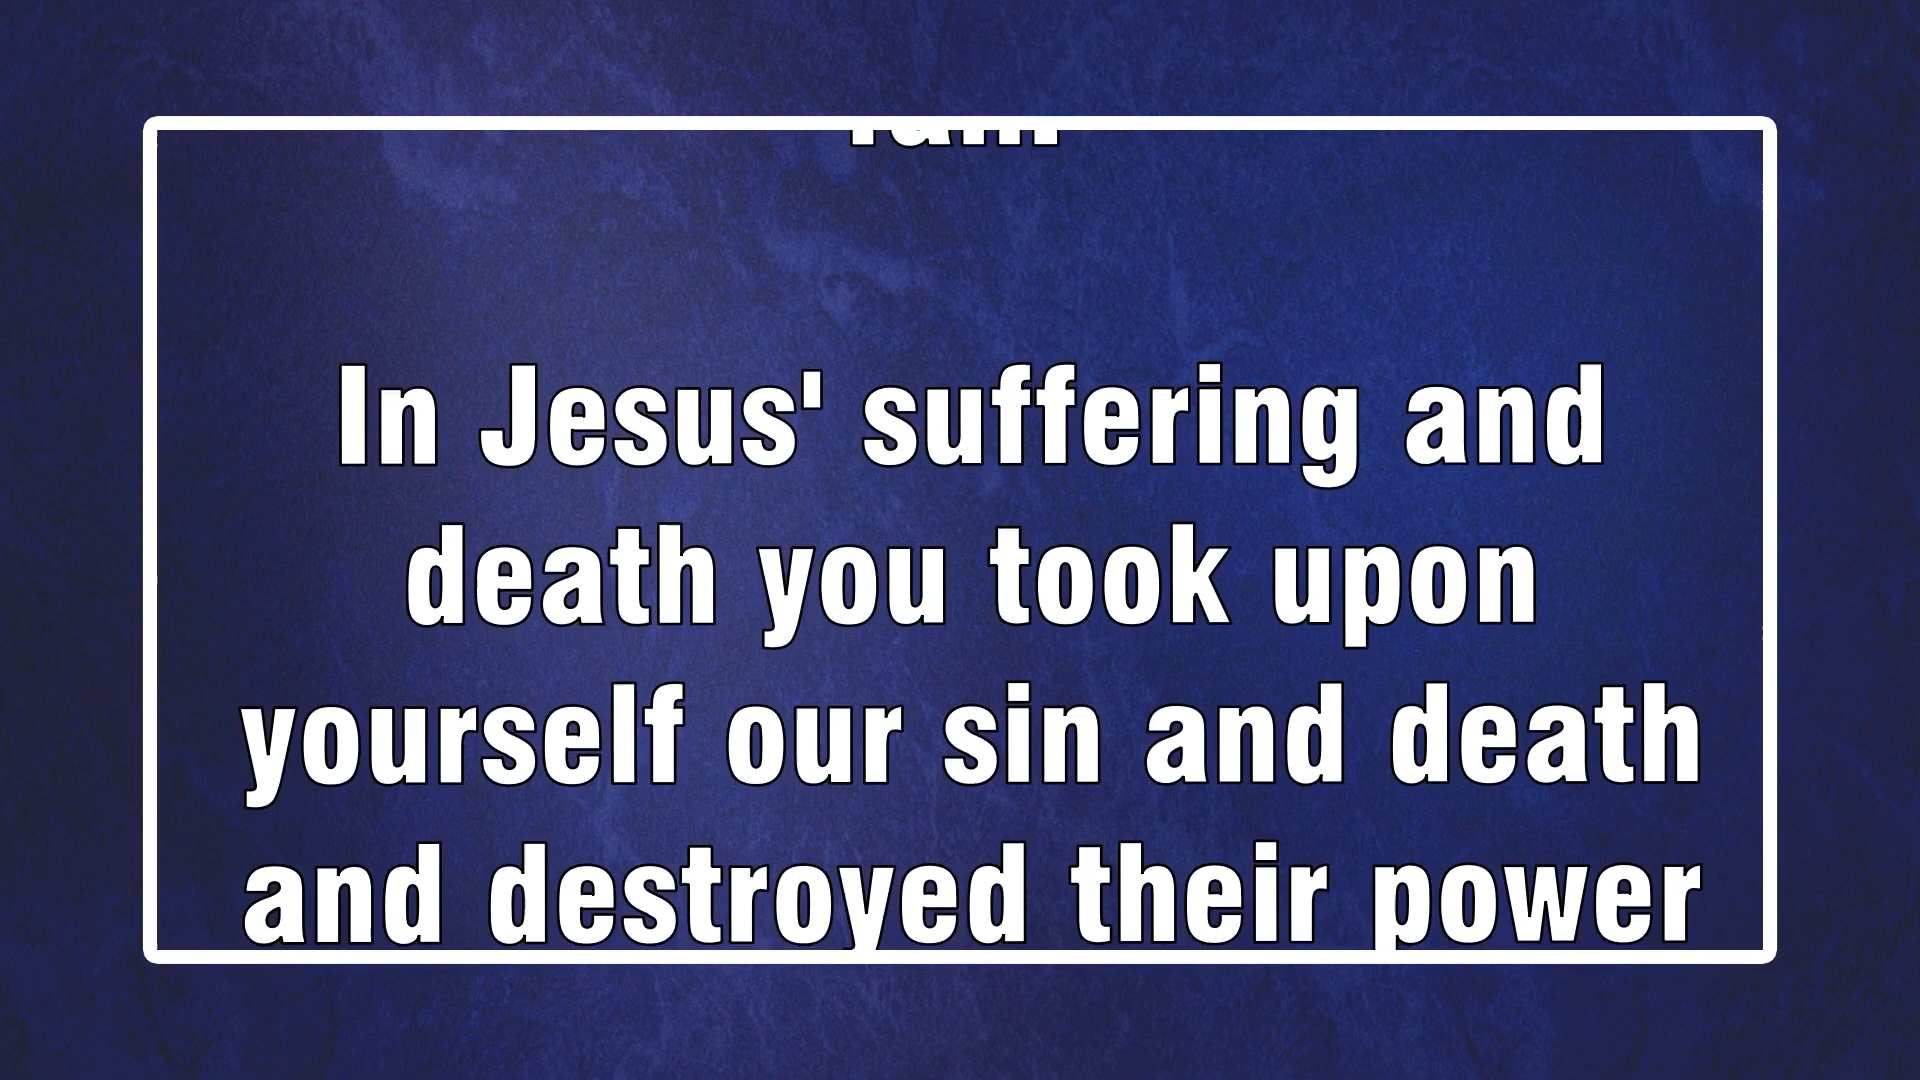 In Jesus' suffering and
death you took upon
yourself our sin and death
and destroyed their power